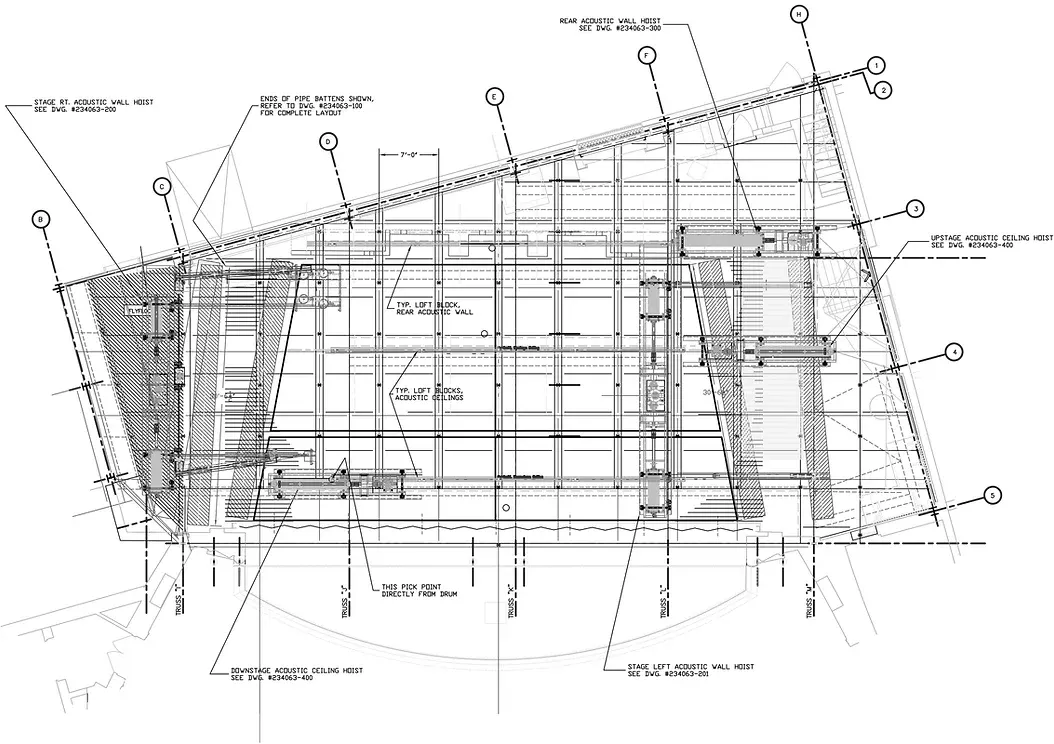 H
REAR ACOUSTIC WALL HOIST
SEE DWG. #234063-300
F
1
2
E
STAGE RT. ACOUSTIC WALL HOIST
SEE DWG. #234063-200
ENDS OF PIPE BATTENS SHOWN,
REFER TO DWG. #234063-100
FOR COMPLETE LAYOUT
D
7'-0"
C
B
3
UPSTAGE ACOUSTIC CEILING HOIST
SEE DWG. #234063-400
TYP. LOFT BLOCK,
REAR ACOUSTIC WALL
4
TYP. LOFT BLOCKS,
ACOUSTIC CEILINGS
5
THIS PICK POINT
DIRECTLY FROM DRUM
TRUSS "I"
TRUSS "J"
TRUSS "K"
TRUSS "L"
TRUSS "M"
DOWNSTAGE ACOUSTIC CEILING HOIST
SEE DWG. #234063-400
STAGE LEFT ACOUSTIC WALL HOIST
SEE DWG. #234063-201